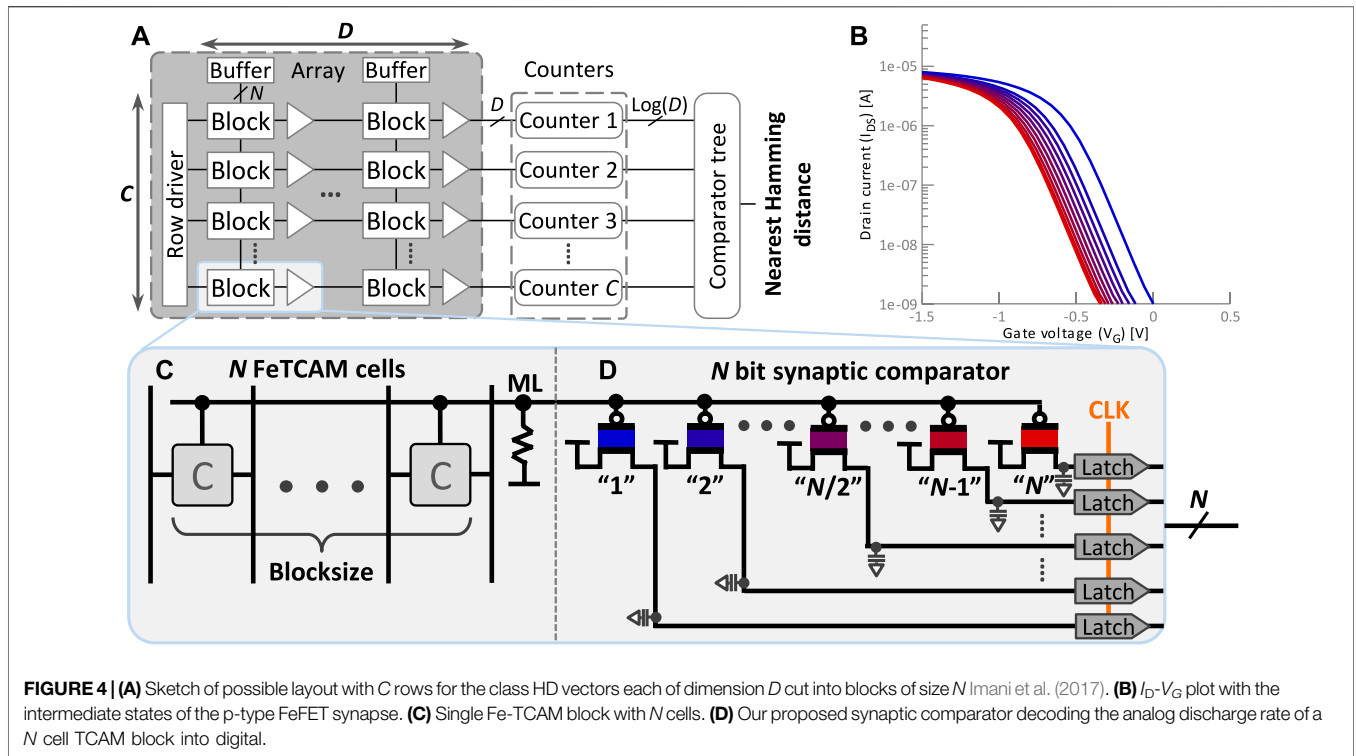 A
D
Buffer Array Buffer
N
Counters
Block Block D Counter 1 Log(D)
Block Block Counter 2
Block Block Counter 3
Block Block Counter C
C
Row driver
Comparator tree
Nearest Hamming
distance
B
1e-05
1e-06
1e-07
1e-08
1e-09
Drain current (I_DS) [A]
-1.5 -1 -0.5 0 0.5
Gate voltage (V_G) [V]
C N FeTCAM cells ML
C C
Blocksize
D N bit synaptic comparator
CLK
"1" "2" "N/2" "N-1" "N"
Latch
Latch
Latch
Latch
Latch
N
FIGURE 4 | (A) Sketch of possible layout with C rows for the class HD vectors each of dimension D cut into blocks of size N Imani et al. (2017). (B) I_D-V_G plot with the
intermediate states of the p-type FeFET synapse. (C) Single Fe-TCAM block with N cells. (D) Our proposed synaptic comparator decoding the analog discharge rate of a
N cell TCAM block into digital.